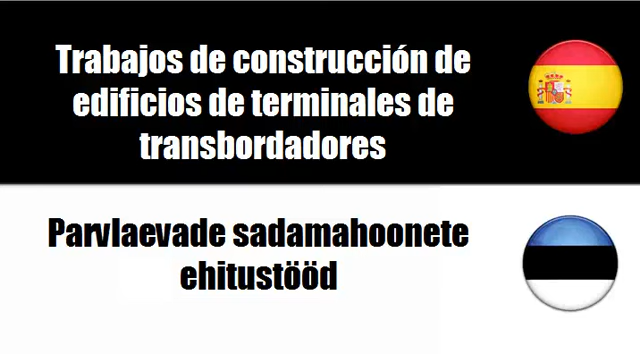 Trabajos de construcción de
edificios de terminales de
transbordadores
Parvlaevade sadamahoonete
ehitustööd